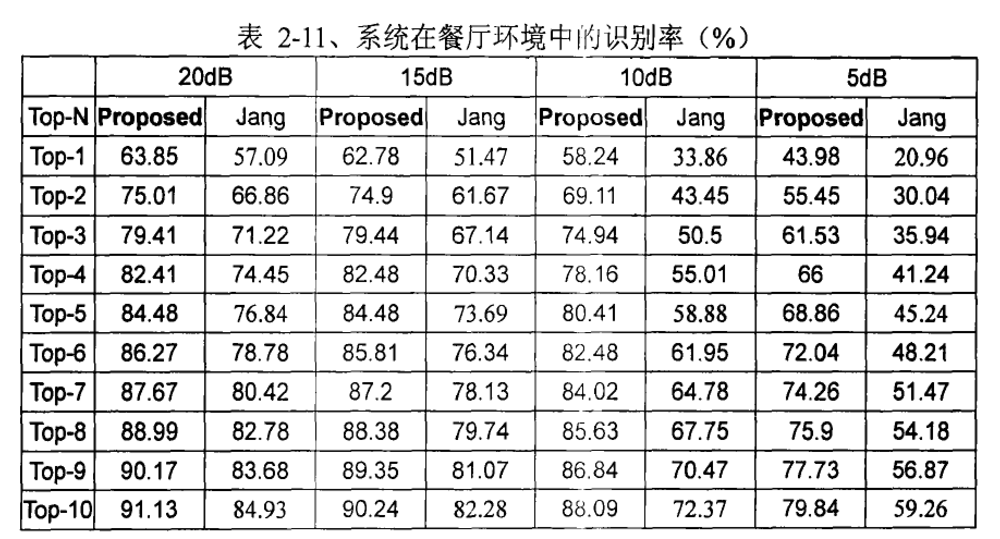 表 2-11、系统在餐厅环境中的识别率（%）
20dB 15dB 10dB 5dB
Top-N Proposed Jang Proposed Jang Proposed Jang Proposed Jang
Top-1 63.85 57.09 62.78 51.47 58.24 33.86 43.98 20.96
Top-2 75.01 66.86 74.9 61.67 69.11 43.45 55.45 30.04
Top-3 79.41 71.22 79.44 67.14 74.94 50.5 61.53 35.94
Top-4 82.41 74.45 82.48 70.33 78.16 55.01 66 41.24
Top-5 84.48 76.84 84.48 73.69 80.41 58.88 68.86 45.24
Top-6 86.27 78.78 85.81 76.34 82.48 61.95 72.04 48.21
Top-7 87.67 80.42 87.2 78.13 84.02 64.78 74.26 51.47
Top-8 88.99 82.78 88.38 79.74 85.63 67.75 75.9 54.18
Top-9 90.17 83.68 89.35 81.07 86.84 70.47 77.73 56.87
Top-10 91.13 84.93 90.24 82.28 88.09 72.37 79.84 59.26